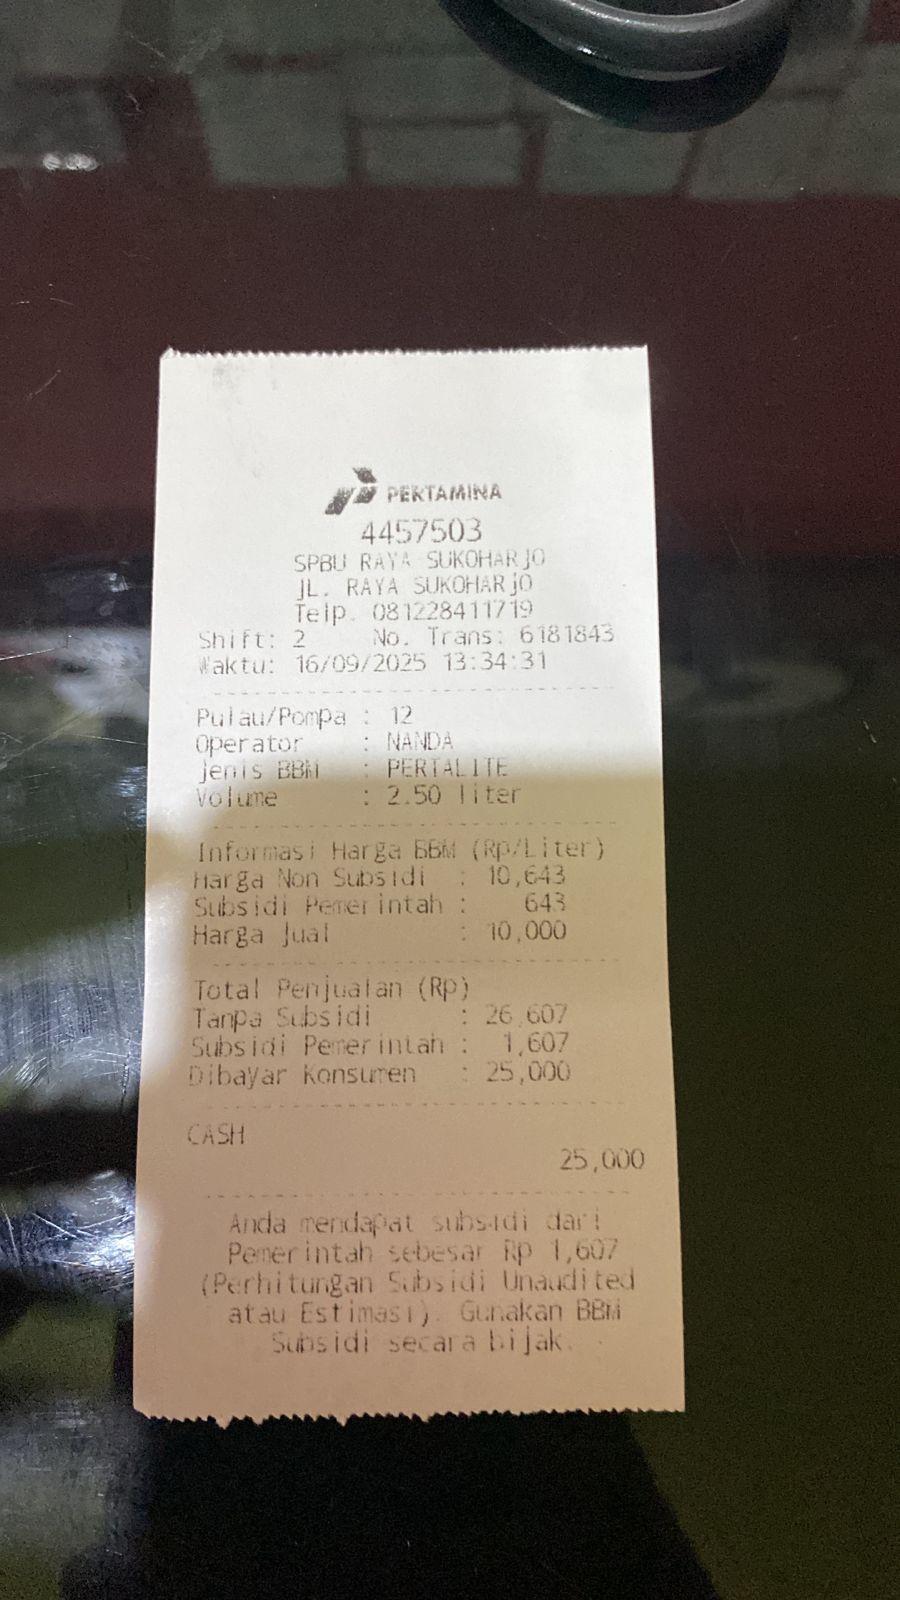 PERTAMINA
4457503
SPBU RAYA SUKOHARJO
JL. RAYA SUKOHARJO
Telp. 081228411719
Shift: 2 No. Trans: 6181843
Waktu: 16/09/2025 13:34:31
Pulau/Pompa : 12
Operator : NANDA
Jenis BBM : PERTALITE
Volume : 2.50 liter
Informasi Harga BBM (Rp/Liter)
Harga Non Subsidi : 10,643
Subsidi Pemerintah : 643
Harga Jual : 10,000
Total Penjualan (Rp)
Tanpa Subsidi : 26,607
Subsidi Pemerintah : 1,607
Dibayar Konsumen : 25,000
CASH
25,000
Anda mendapat subsidi dari
Pemerintah sebesar Rp 1,607
(Perhitungan Subsidi Unaudited
atau Estimasi). Gunakan BBM
Subsidi secara bijak.